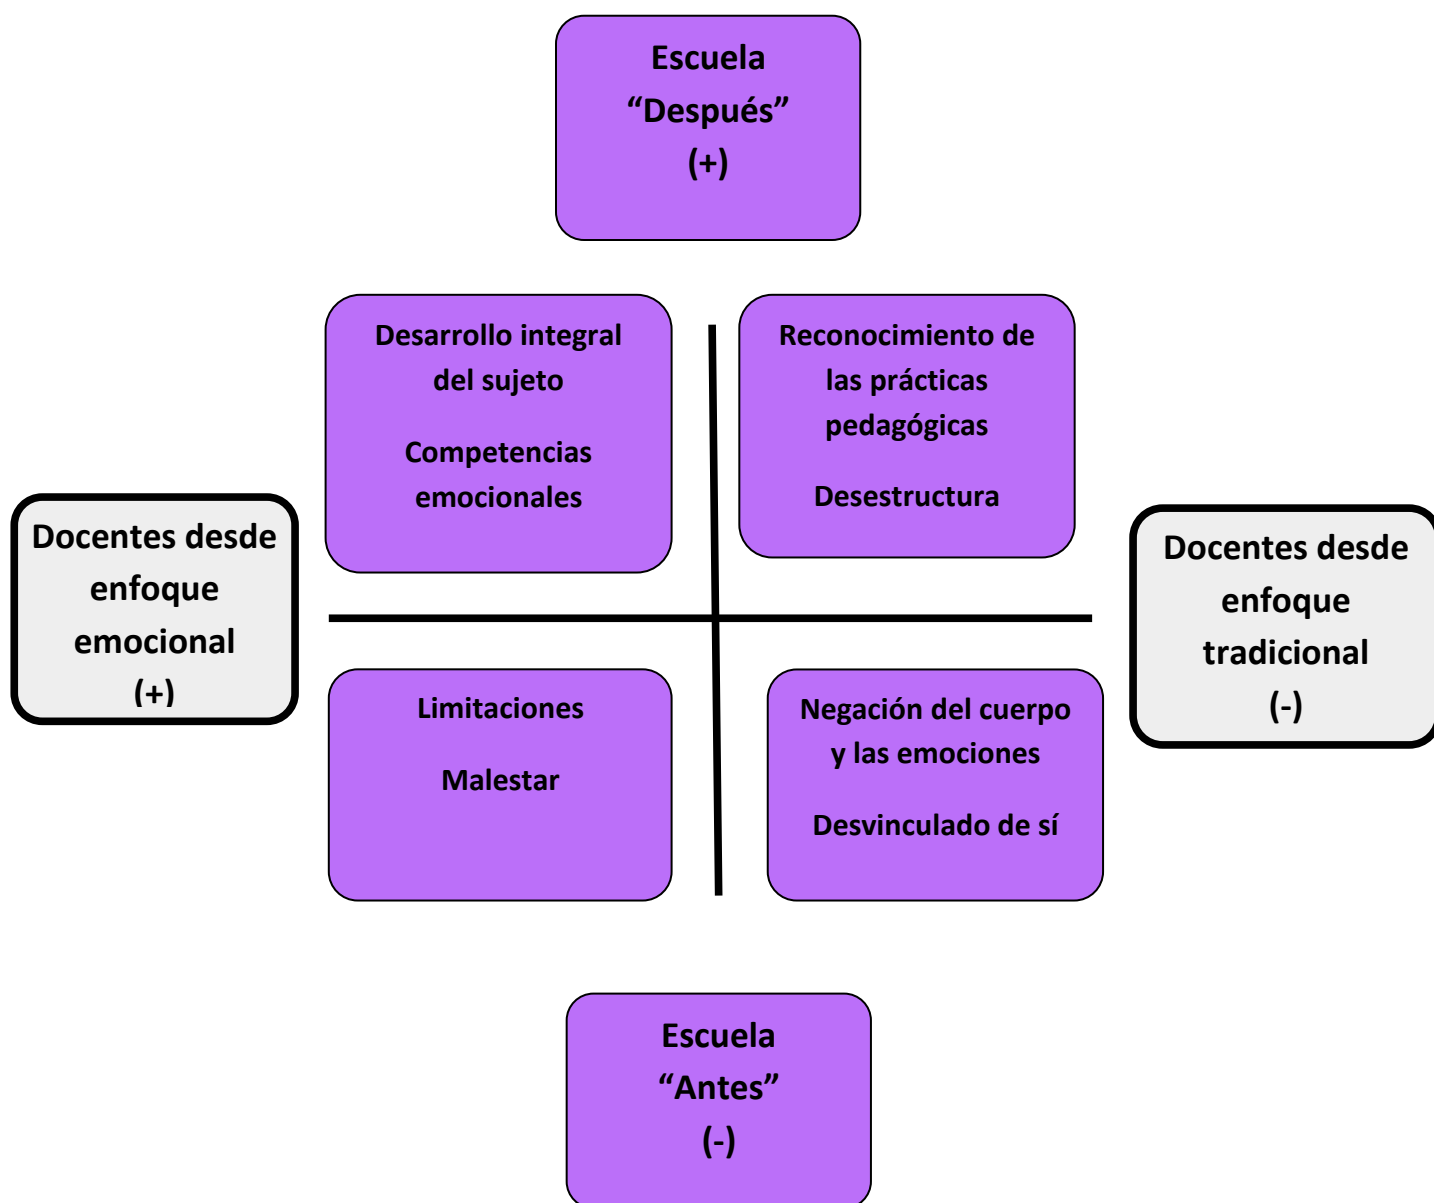 Escuela
“Después”
(+)
Desarrollo integral
del sujeto
Competencias
emocionales
Reconocimiento de
las prácticas
pedagógicas
Desestructura
Docentes desde
enfoque
emocional
(+)
Docentes desde
enfoque
tradicional
(-)
Limitaciones
Malestar
Negación del cuerpo
y las emociones
Desvinculado de sí
Escuela
“Antes”
(-)